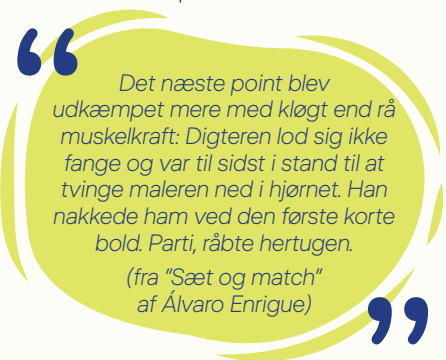 Det næste point blev
udkæmpet mere med kløgt end rå
muskelkraft: Digteren lod sig ikke
fange og var til sidst i stand til at
tvinge maleren ned i hjørnet. Han
nakkede ham ved den første korte
bold. Parti, råbte hertugen.
(fra "Sæt og match"
af Álvaro Enrigue)